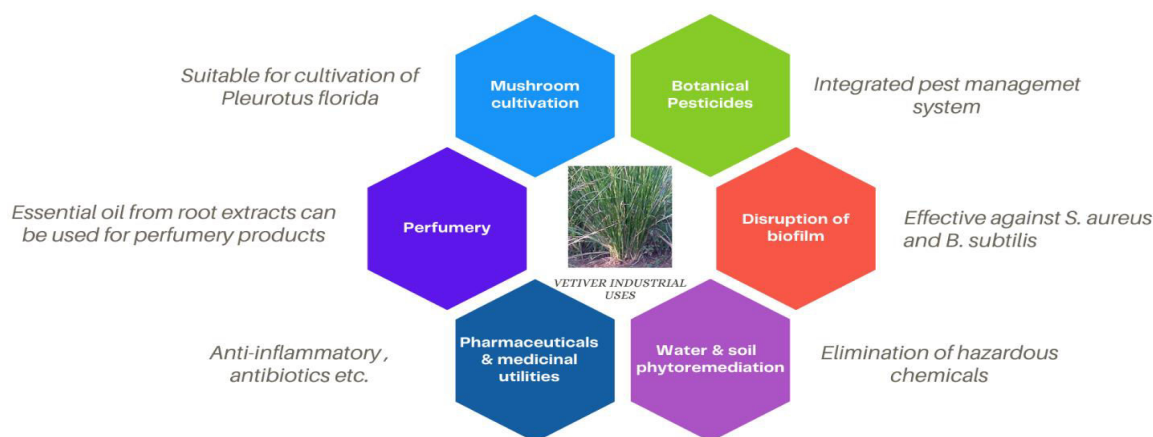 Suitable for cultivation of
Pleurotus florida
Mushroom
cultivation
Botanical
Pesticides
Integrated pest managemet
system
Essential oil from root extracts can
be used for perfumery products
Perfumery
VETIVER INDUSTRIAL
USES
Disruption of
biofilm
Effective against S. aureus
and B. subtilis
Anti-inflammatory ,
antibiotics etc.
Pharmaceuticals
& medicinal
utilities
Water & soil
phytoremediation
Elimination of hazardous
chemicals